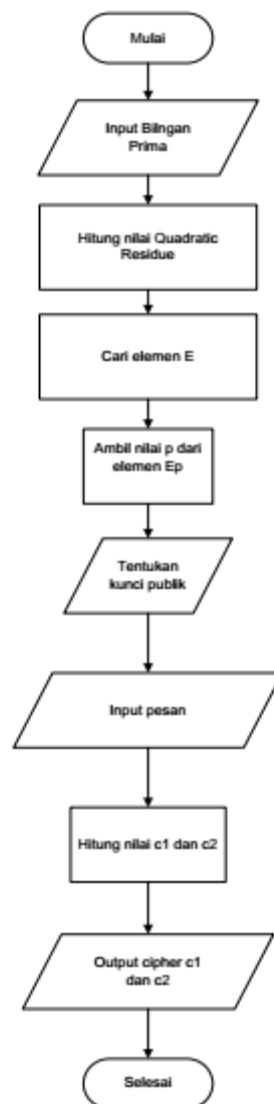 Mulai
Input Bilngan
Prima
Hitung nilai Quadratic
Residue
Cari elemen E
Ambil nilai p dari
elemen Ep
Tentukan
kunci publik
Input pesan
Hitung nilai c1 dan c2
Output cipher c1
dan c2
Selesai